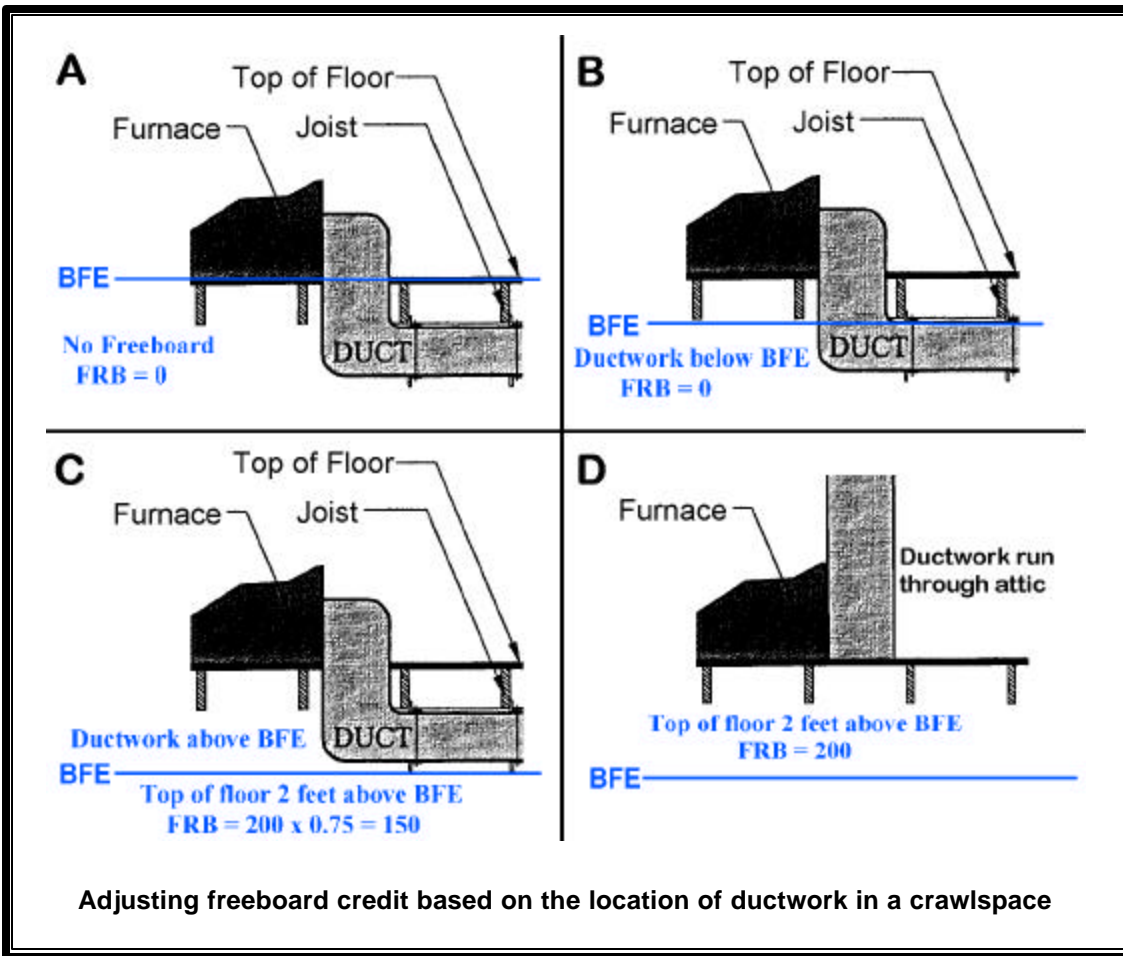 A
Top of Floor
Furnace
Joist
BFE
No Freeboard
FRB = 0
DUCT
B
Top of Floor
Furnace
Joist
BFE
Ductwork below BFE
FRB = 0
DUCT
C
Top of Floor
Furnace
Joist
Ductwork above BFE
DUCT
BFE
Top of floor 2 feet above BFE
FRB = 200 x 0.75 = 150
D
Furnace
Ductwork run
through attic
Top of floor 2 feet above BFE
FRB = 200
BFE
Adjusting freeboard credit based on the location of ductwork in a crawlspace